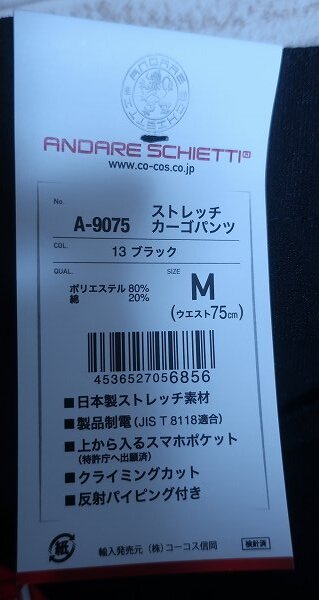 ANDARE
SCHIETTI
ANDARE SCHIETTI®
www.co-cos.co.jp
No.
A-9075 ストレッチ
カーゴパンツ
COL.
13 ブラック
QUAL.
SIZE
ポリエステル 80%
綿 20%
M
(ウエスト75cm)
4536527056856
■日本製ストレッチ素材
■製品制電(JIS T 8118適合)
■上から入るスマホポケット
(特許庁へ出願済)
■クライミングカット
■反射パイピング付き
紙
輸入発売元 (株)コーコス信岡
検針済